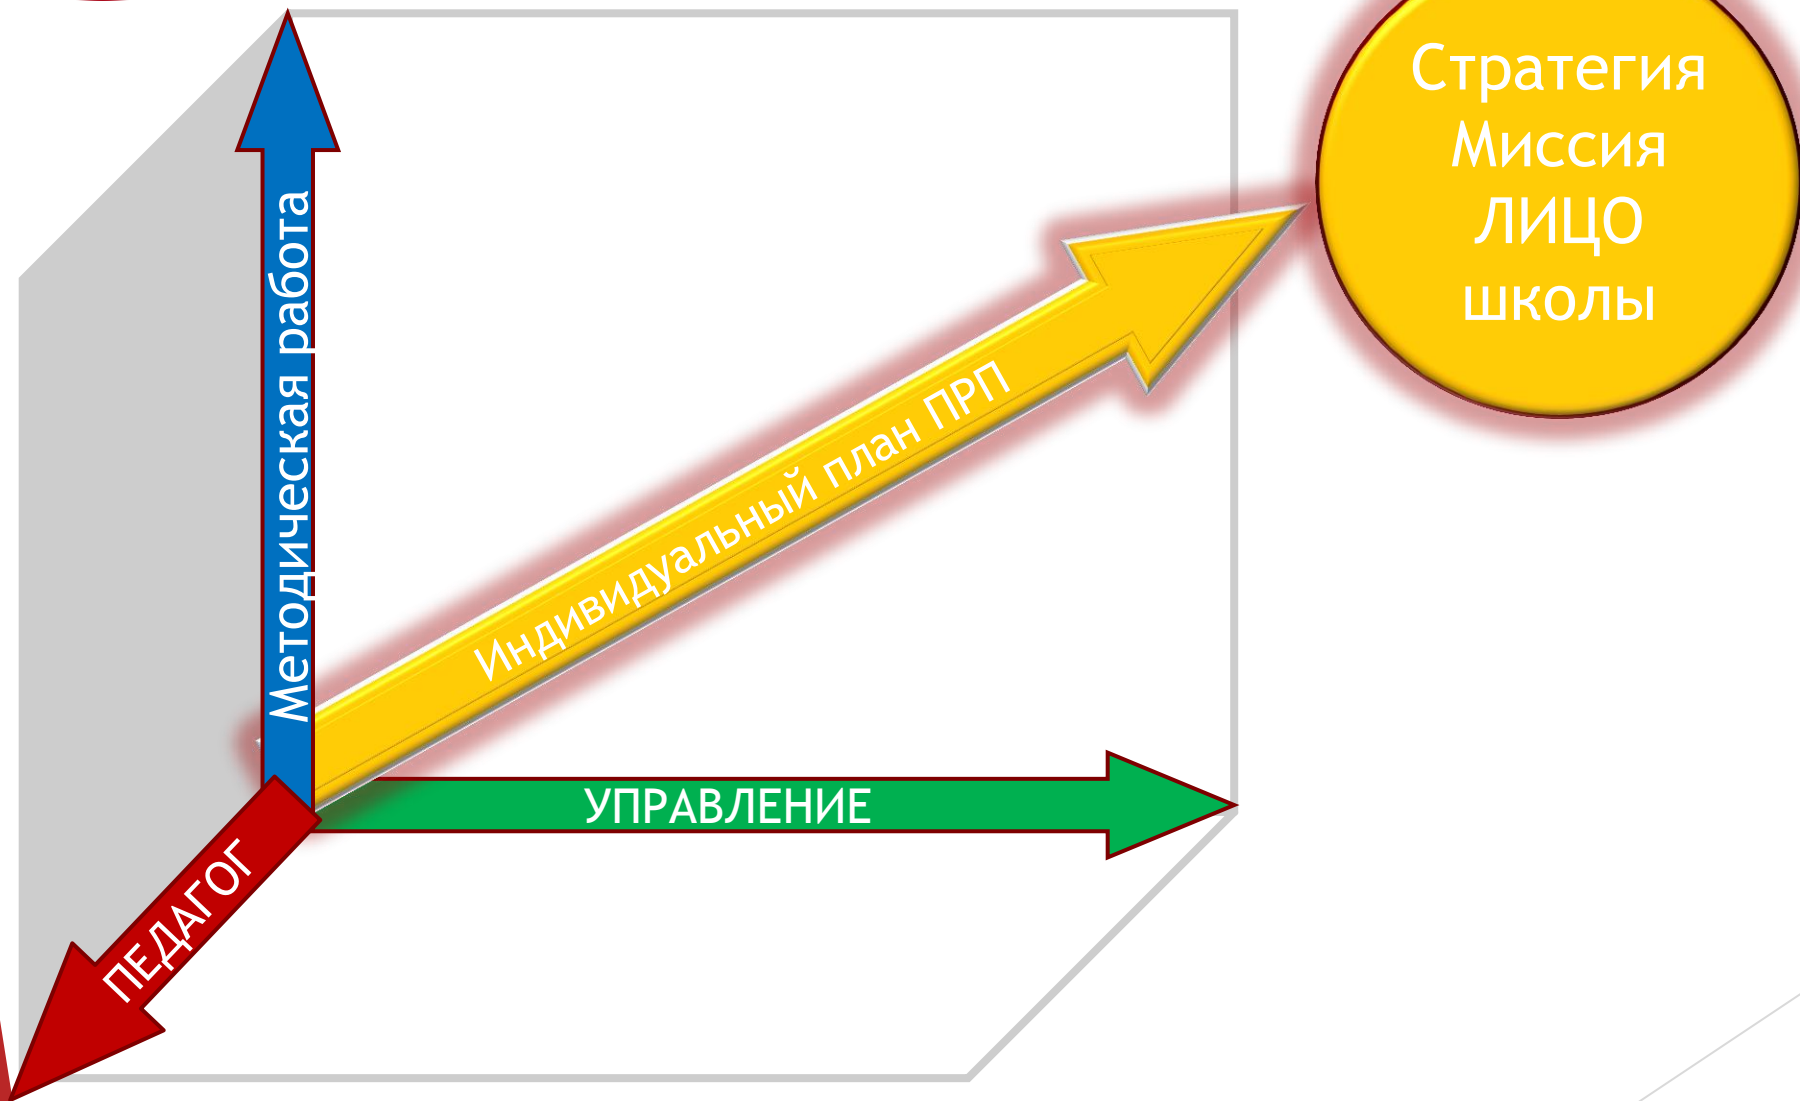 Стратегия
Миссия
ЛИЦО
школы
Методическая работа
Индивидуальный план ПРП
УПРАВЛЕНИЕ
ПЕДАГОГ